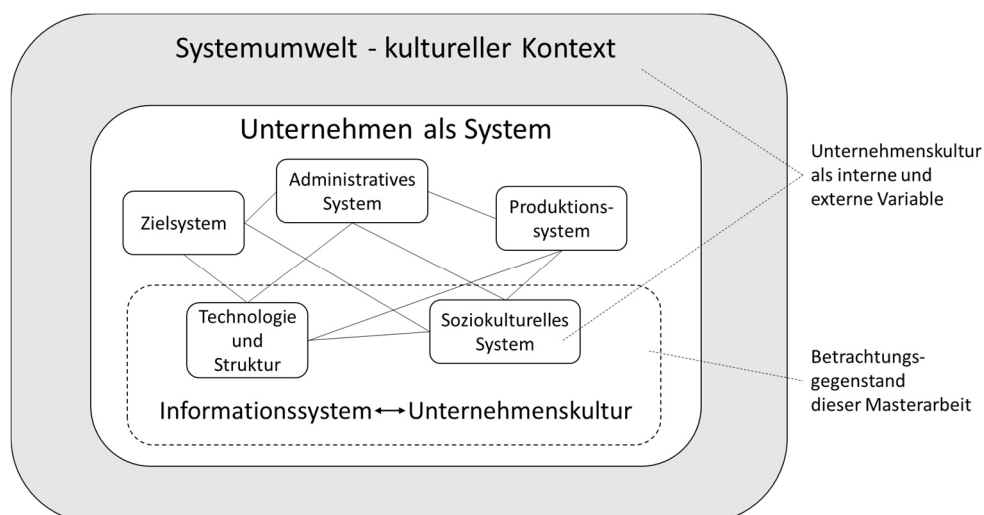 Systemumwelt - kultureller Kontext
Unternehmen als System
Administratives
System
Zielsystem
Produktions-
system
Technologie
und
Struktur
Soziokulturelles
System
Informationssystem
Unternehmenskultur
Unternehmenskultur
als interne und
externe Variable
Betrachtungs-
gegenstand
dieser Masterarbeit